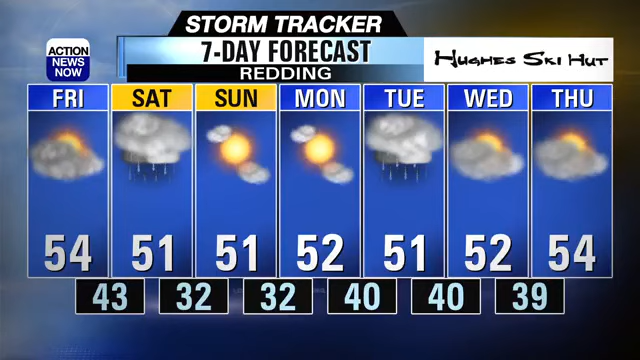 STORM TRACKER
ACTION
NEWS
NOW
7-DAY FORECAST
REDDING
HUGHES SKI HUT
FRI SAT SUN MON TUE WED THU
54 51 51 52 51 52 54
43 32 32 40 40 39